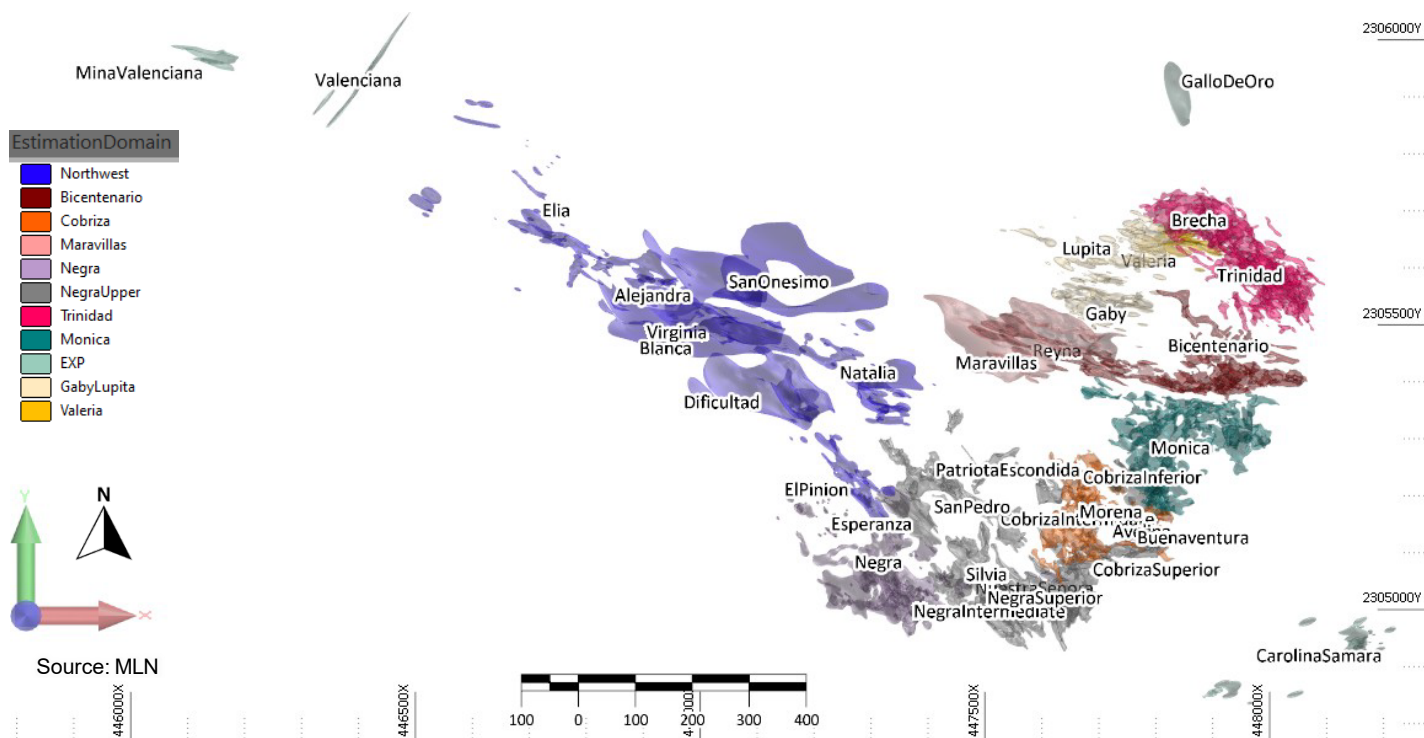 2306000Y
MinaValenciana
Valenciana
GalloDeOro
EstimationDomain
Northwest
Bicentenario
Cobriza
Maravillas
Negra
NegraUpper
Trinidad
Monica
EXP
GabyLupita
Valeria
Elia
Brecha
Lupita
Valeria
Trinidad
SanOnesimo
Alejandra
Gaby
2305500Y
Virginia
Blanca
Bicentenario
Reyna
Maravillas
Natalia
Dificultad
Monica
PatriotaEscondida
CobrizaInferior
ElPinion
SanPedro
Morena
Esperanza
Buenaventura
Negra
CobrizaSuperior
Silvia
NegraSuperior
NegraIntermediate
2305000Y
Y
N
X
Source: MLN
CarolinaSamara
446000X
446500X
447500X
448000X
100 0 100 200 300 400